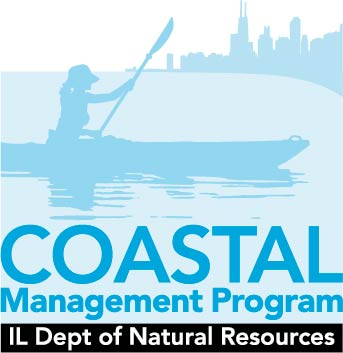 COASTAL
Management Program
IL Dept of Natural Resources